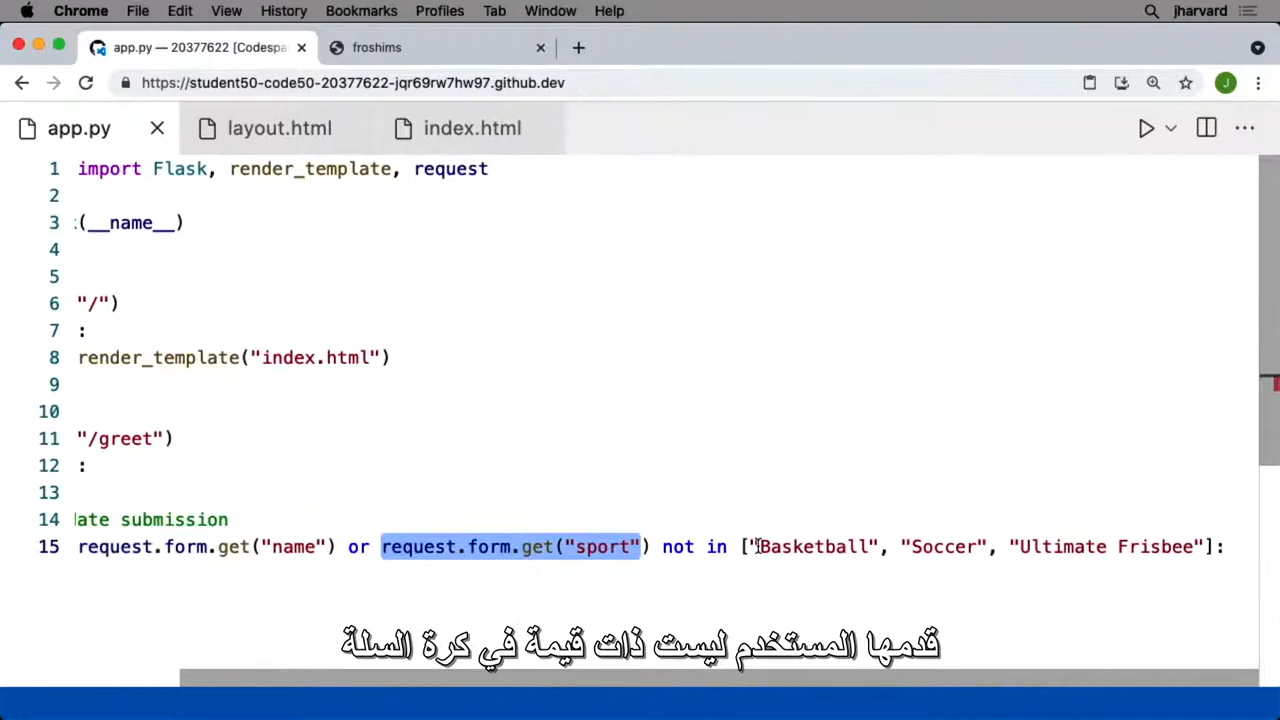 Chrome File Edit View History Bookmarks Profiles Tab Window Help jharvard
app.py — 20377622 [Codespa froshims
https://student50-code50-20377622-jqr69rw7hw97.github.dev J
app.py layout.html index.html
1 import Flask, render_template, request
2
3 (__name__)
4
5
6 "/")
7 :
8 render_template("index.html")
9
10
11 "/greet")
12 :
13
14 ate submission
15 request.form.get("name") or request.form.get("sport") not in ["Basketball", "Soccer", "Ultimate Frisbee"]:
قدمها المستخدم ليست ذات قيمة في كرة السلة